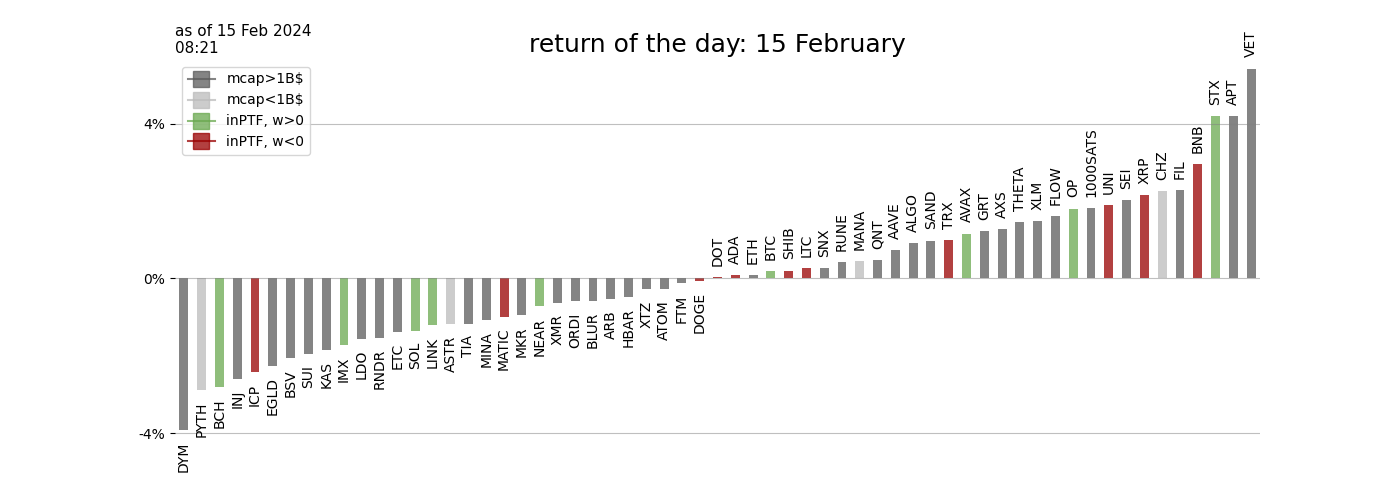 as of 15 Feb 2024
08:21
return of the day: 15 February
mcap>1B$
mcap<1B$
inPTF, w>0
inPTF, w<0
4%
0%
-4%
DYM
PYTH
BCH
INJ
ICP
EGLD
BSV
SUI
KAS
IMX
LDO
RNDR
ETC
SOL
LINK
ASTR
TIA
MINA
MATIC
MKR
NEAR
XMR
ORDI
BLUR
ARB
HBAR
XTZ
ATOM
FTM
DOGE
DOT
ADA
ETH
BTC
SHIB
LTC
SNX
RUNE
MANA
QNT
AAVE
ALGO
SAND
TRX
AVAX
GRT
AXS
THETA
XLM
FLOW
OP
1000SATS
UNI
SEI
XRP
CHZ
FIL
BNB
STX
APT
VET